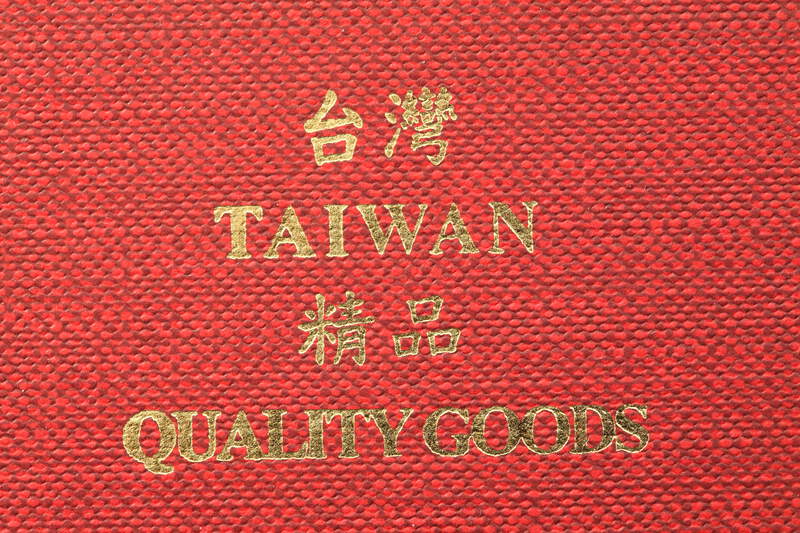 台灣
TAIWAN
精品
QUALITY GOODS